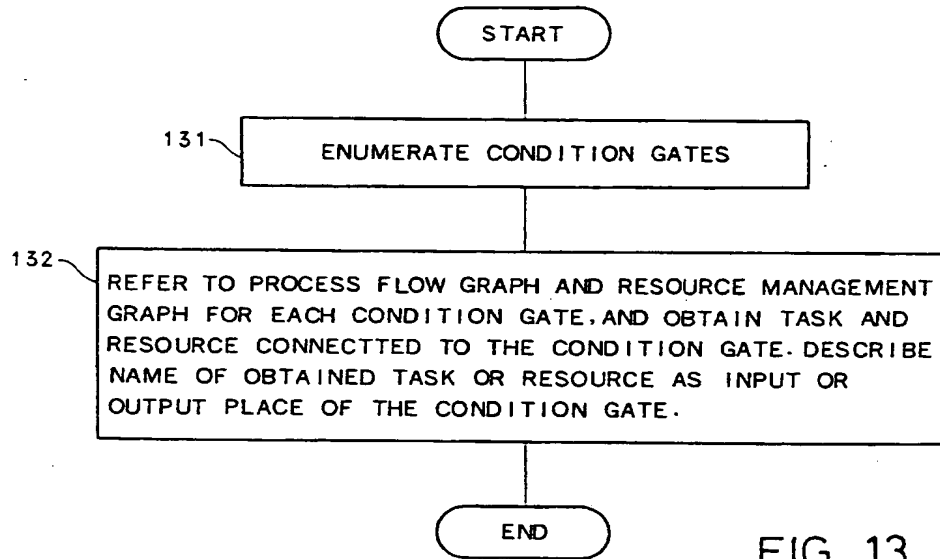 START
131
ENUMERATE CONDITION GATES
132
REFER TO PROCESS FLOW GRAPH AND RESOURCE MANAGEMENT
GRAPH FOR EACH CONDITION GATE, AND OBTAIN TASK AND
RESOURCE CONNECTTED TO THE CONDITION GATE. DESCRIBE
NAME OF OBTAINED TASK OR RESOURCE AS INPUT OR
OUTPUT PLACE OF THE CONDITION GATE.
END
FIG. 13